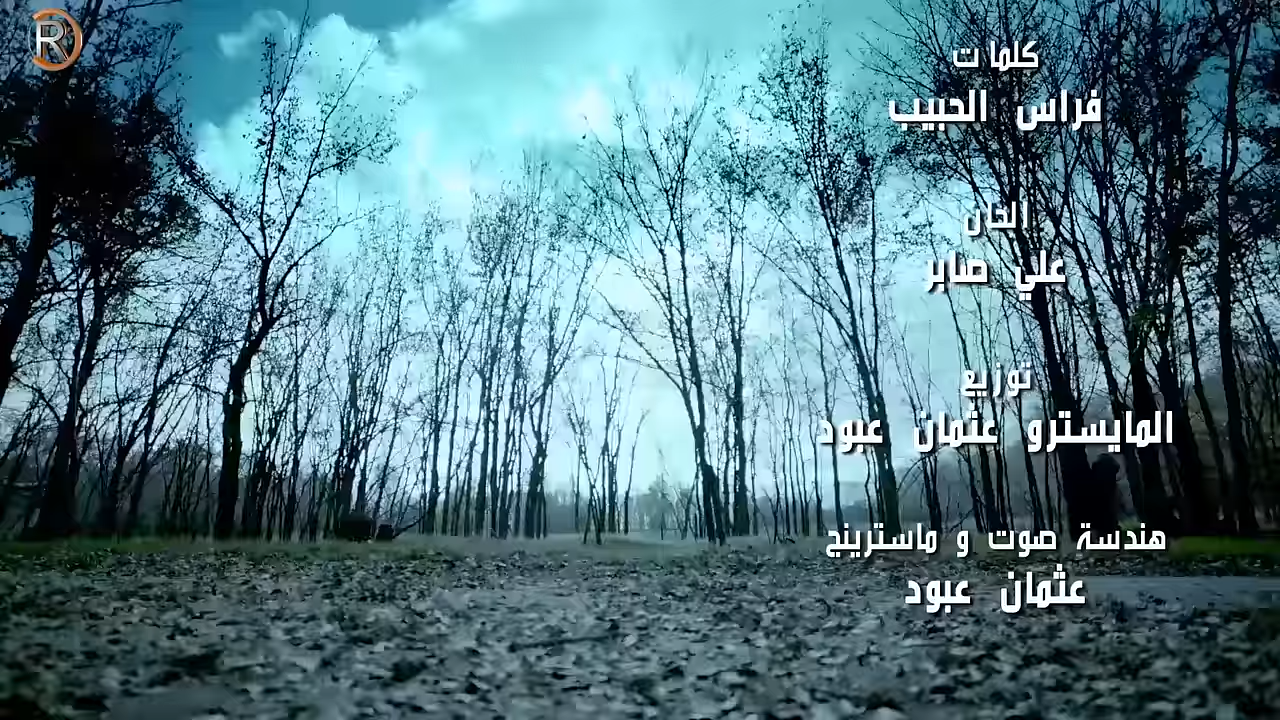 R
كلمات
فراس الحبيب
الحان
علي صابر
توزيع
المايسترو عثمان عبود
هندسة صوت و ماسترينج
عثمان عبود